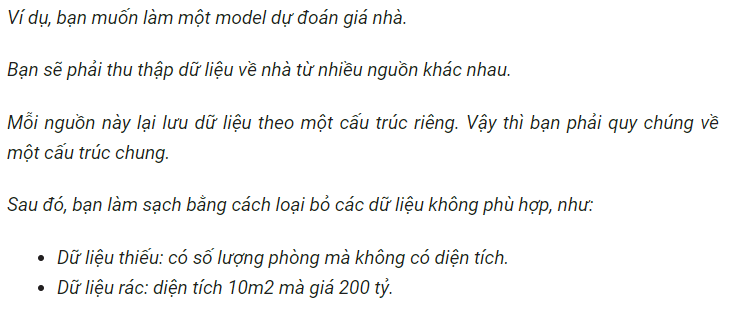 Ví dụ, bạn muốn làm một model dự đoán giá nhà.
Bạn sẽ phải thu thập dữ liệu về nhà từ nhiều nguồn khác nhau.
Mỗi nguồn này lại lưu dữ liệu theo một cấu trúc riêng. Vậy thì bạn phải quy chúng về
một cấu trúc chung.
Sau đó, bạn làm sạch bằng cách loại bỏ các dữ liệu không phù hợp, như:
• Dữ liệu thiếu: có số lượng phòng mà không có diện tích.
• Dữ liệu rác: diện tích 10m2 mà giá 200 tỷ.